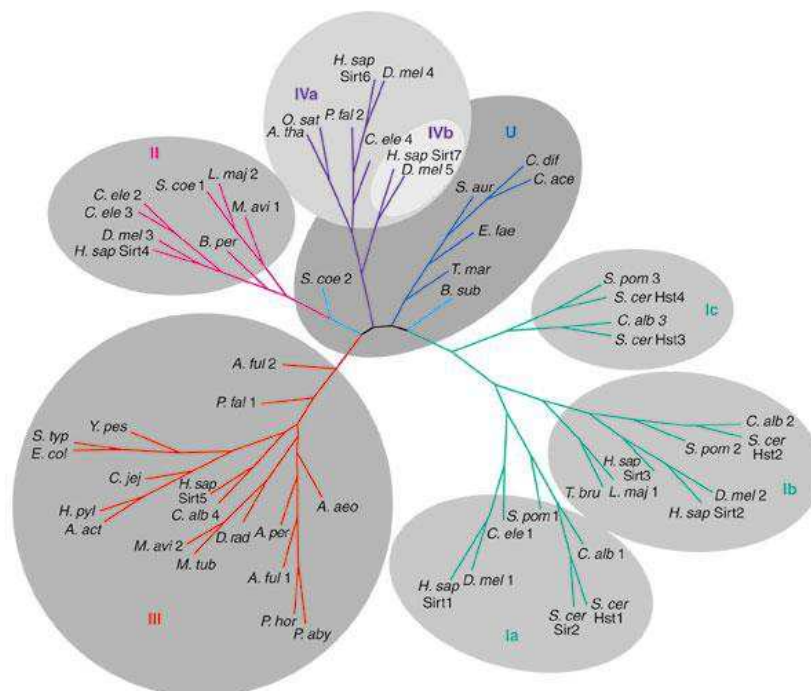 H. sap
Sirt6
D. mel 4
IVa
O. sat
P. fal 2
A. tha
IVb
C. ele 4
H. sap Sirt7
D. mel 5
U
C. dif
C. ace
S. aur
E. fae
T. mar
B. sub
S. coe 2
II
L. maj 2
S. coe 1
C. ele 2
C. ele 3
M. avi 1
D. mel 3
H. sap Sirt4
B. per
S. pom 3
S. cer Hst4
Ic
C. alb 3
S. cer Hst3
C. alb 2
S. cer
Hst2
S. pom 2
H. sap
Sirt3
T. bru
L. maj 1
D. mel 2
H. sap Sirt2
Ib
A. ful 2
P. fal 1
Y. pes
S. typ
E. col
C. jej
H. sap
Sirt5
H. pyl
A. act
C. alb 4
A. aeo
D. rad
A. per
M. avi 2
M. tub
A. ful 1
P. hor
P. aby
III
S. pom 1
C. ele 1
C. alb 1
H. sap
Sirt1
D. mel 1
S. cer
Sir2
S. cer
Hst1
Ia